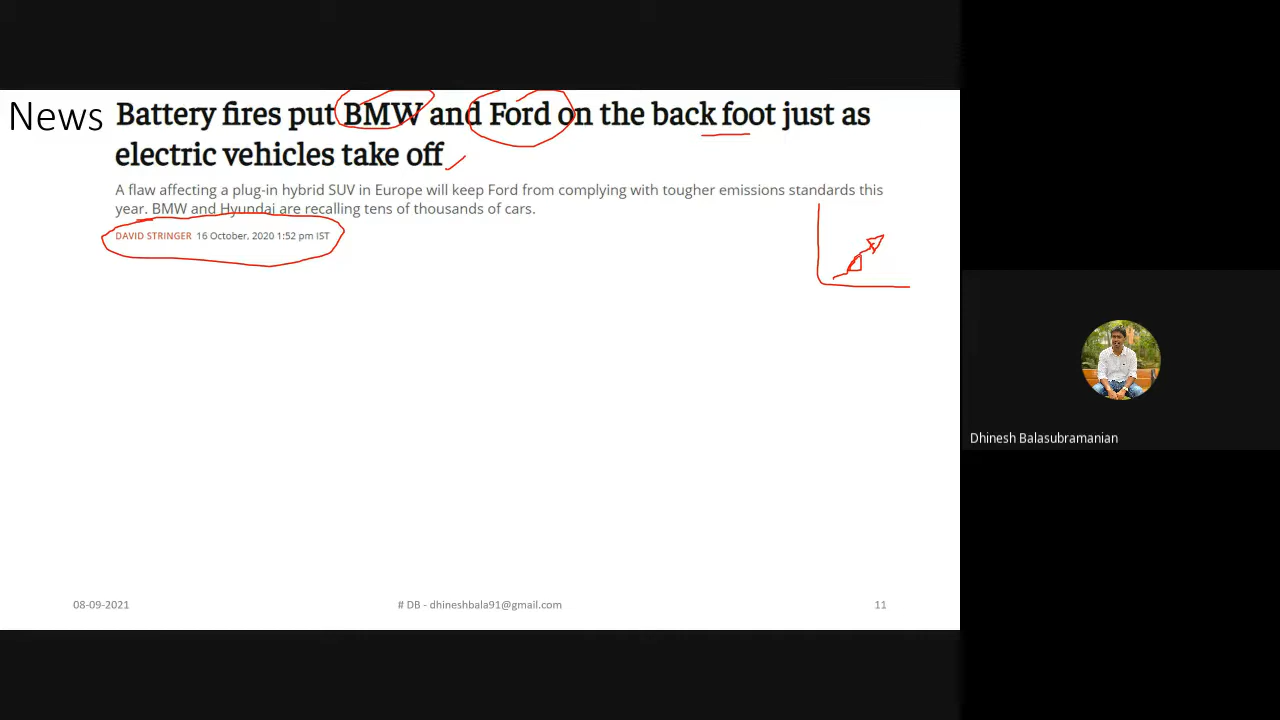 News
Battery fires put BMW and Ford on the back foot just as
electric vehicles take off
A flaw affecting a plug-in hybrid SUV in Europe will keep Ford from complying with tougher emissions standards this
year. BMW and Hyundai are recalling tens of thousands of cars.
DAVID STRINGER 16 October, 2020 1:52 pm IST
Dhinesh Balasubramanian
08-09-2021 # DB - dhineshbala91@gmail.com 11